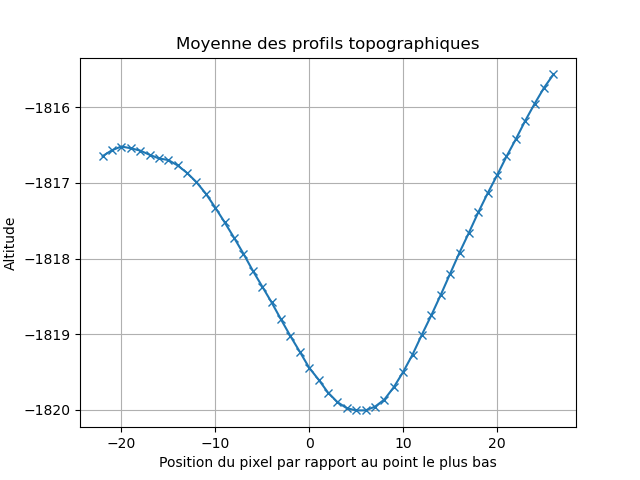 Moyenne des profils topographiques
−1816
−1817
−1818
−1819
−1820
Altitude
−20 −10 0 10 20
Position du pixel par rapport au point le plus bas